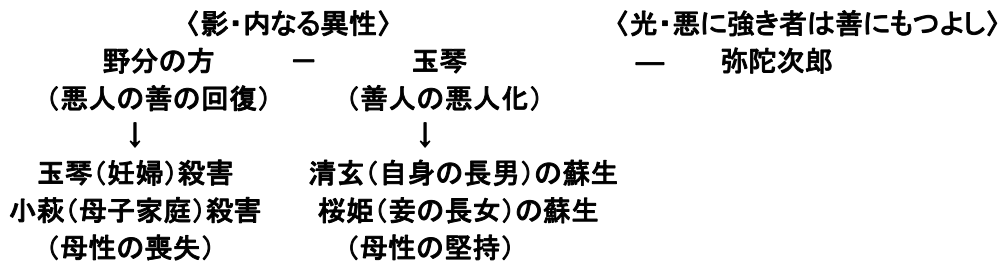 〈影・内なる異性〉 〈光・悪に強き者は善にもつよし〉
野分の方 － 玉琴 ― 弥陀次郎
（悪人の善の回復） （善人の悪人化）
↓ ↓
玉琴（妊婦）殺害 清玄（自身の長男）の蘇生
小萩（母子家庭）殺害 桜姫（妾の長女）の蘇生
（母性の喪失） （母性の堅持）